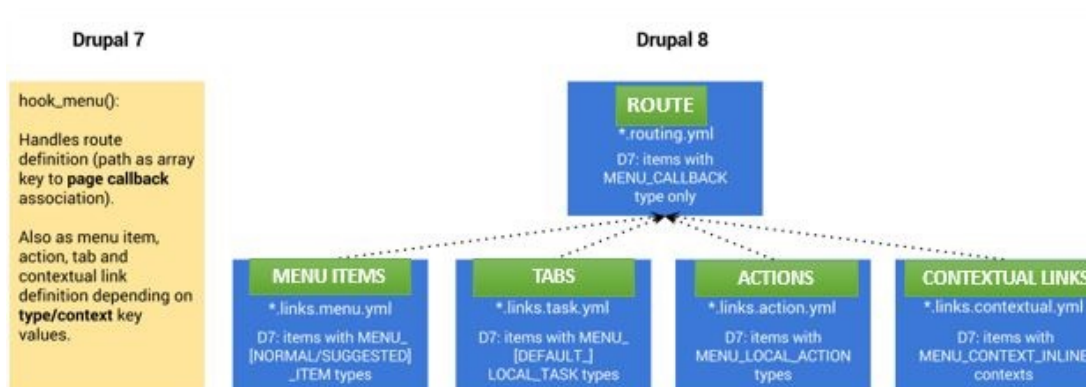 Drupal 7
Drupal 8
hook_menu():
Handles route
definition (path as array
key to page callback
association).
Also as menu item,
action, tab and
contextual link
definition depending on
type/context key
values.
ROUTE
*.routing.yml
D7: items with
MENU_CALLBACK
type only
MENU ITEMS
*.links.menu.yml
D7: items with MENU_
[NORMAL/SUGGESTED]
_ITEM types
TABS
*.links.task.yml
D7: items with MENU_
[DEFAULT_]
LOCAL_TASK types
ACTIONS
*.links.action.yml
D7: items with
MENU_LOCAL_ACTION
types
CONTEXTUAL LINKS
*.links.contextual.yml
D7: items with
MENU_CONTEXT_INLINE
contexts